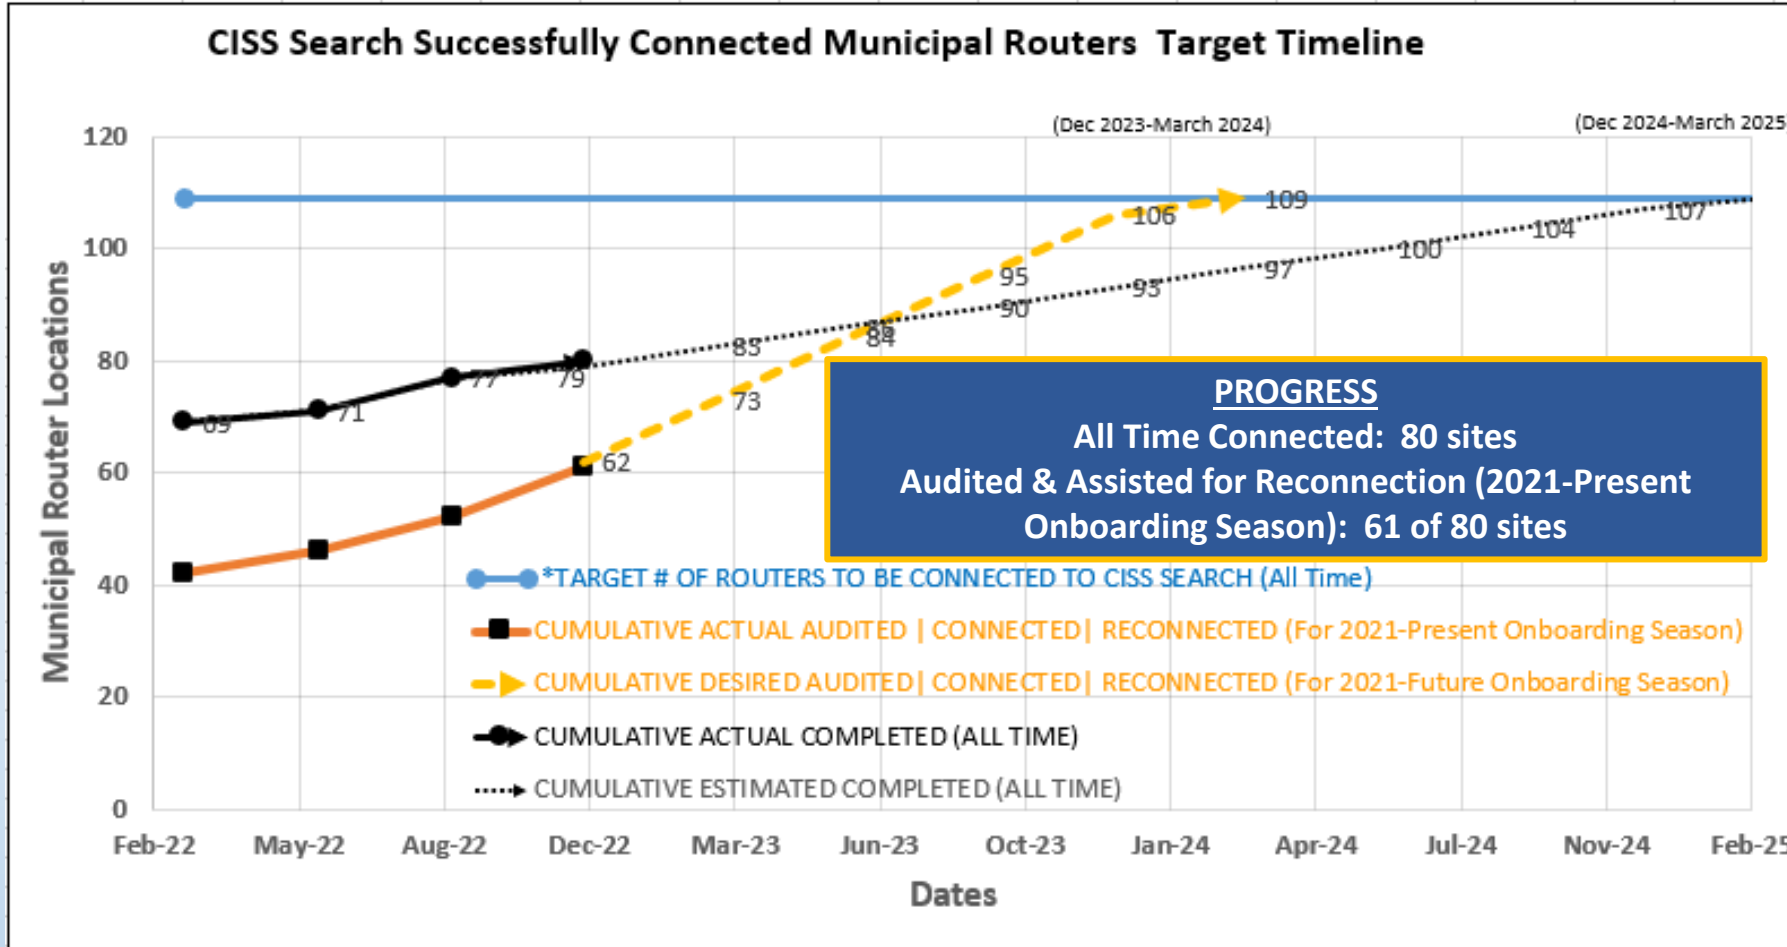 CISS Search Successfully Connected Municipal Routers Target Timeline
(Dec 2023-March 2024)
(Dec 2024-March 2025
120
100
80
60
40
20
0
Municipal Router Locations
109
106
107
104
100
97
95
93
90
84
83
79
77
73
71
69
62
PROGRESS
All Time Connected: 80 sites
Audited & Assisted for Reconnection (2021-Present
Onboarding Season): 61 of 80 sites
*TARGET # OF ROUTERS TO BE CONNECTED TO CISS SEARCH (All Time)
CUMULATIVE ACTUAL AUDITED | CONNECTED| RECONNECTED (For 2021-Present Onboarding Season)
CUMULATIVE DESIRED AUDITED| CONNECTED| RECONNECTED (For 2021-Future Onboarding Season)
CUMULATIVE ACTUAL COMPLETED (ALL TIME)
CUMULATIVE ESTIMATED COMPLETED (ALL TIME)
Feb-22 May-22 Aug-22 Dec-22 Mar-23 Jun-23 Oct-23 Jan-24 Apr-24 Jul-24 Nov-24 Feb-25
Dates